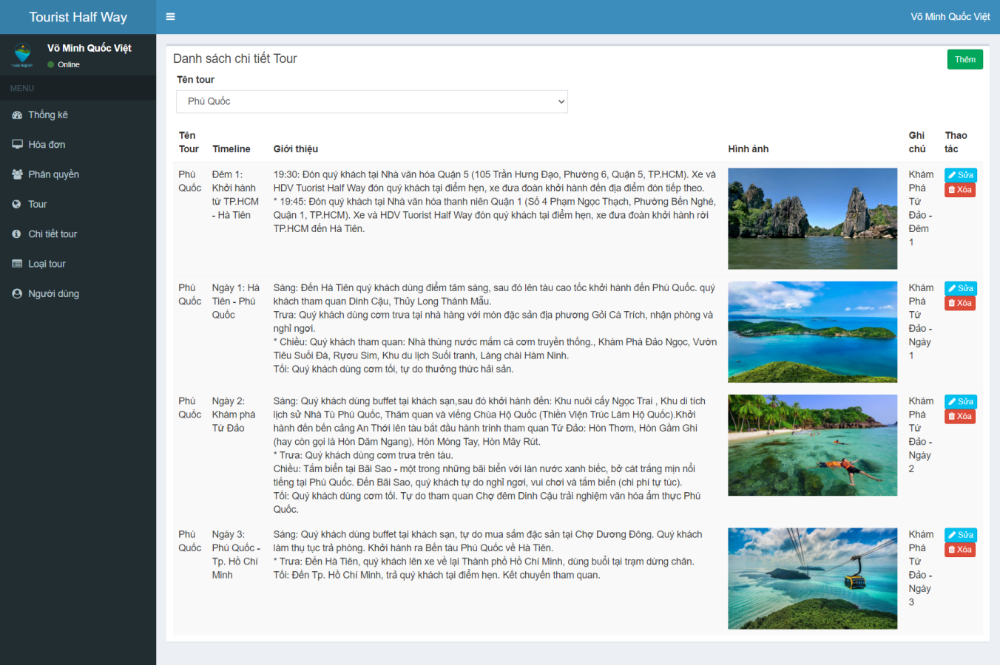 Tourist Half Way
Võ Minh Quốc Việt
Võ Minh Quốc Việt
Online
MENU
Thống kê
Hóa đơn
Phân quyền
Tour
Chi tiết tour
Loại tour
Người dùng
Danh sách chi tiết Tour
Thêm
Tên tour
Phú Quốc
Tên Tour
Timeline
Giới thiệu
Hình ảnh
Ghi chú
Thao tác
Phú
Quốc
Đêm 1:
Khởi hành
từ TP.HCM
- Hà Tiên
19:30: Đón quý khách tại Nhà văn hóa Quận 5 (105 Trần Hưng Đạo, Phường 6, Quận 5, TP.HCM). Xe và
HDV Tuorist Half Way đón quý khách tại điểm hẹn, xe đưa đoàn khởi hành đến địa điểm đón tiếp theo.
* 19:45: Đón quý khách tại Nhà văn hóa thanh niên Quận 1 (Số 4 Phạm Ngọc Thạch, Phường Bến Nghé,
Quận 1, TP.HCM). Xe và HDV Tuorist Half Way đón quý khách tại điểm hẹn, xe đưa đoàn khởi hành rời
TP.HCM đến Hà Tiên.
Khám
Phá
Tứ
Đảo -
Đêm
1
Sửa
Xóa
Phú
Quốc
Ngày 1: Hà
Tiên - Phú
Quốc
Sáng: Đến Hà Tiên quý khách dùng điểm tâm sáng, sau đó lên tàu cao tốc khởi hành đến Phú Quốc. quý
khách tham quan Dinh Cậu, Thủy Long Thánh Mẫu.
Trưa: Quý khách dùng cơm trưa tại nhà hàng với món đặc sản địa phương Gỏi Cá Trích, nhận phòng và
nghỉ ngơi.
* Chiều: Quý khách tham quan: Nhà thùng nước mắm cá cơm truyền thống., Khám Phá Đảo Ngọc, Vườn
Tiêu Suối Đá, Rượu Sim, Khu du lịch Suối tranh, Làng chài Hàm Ninh.
Tối: Quý khách dùng cơm tối, tự do thưởng thức hải sản.
Khám
Phá
Tứ
Đảo -
Ngày
1
Sửa
Xóa
Phú
Quốc
Ngày 2:
Khám phá
Tứ Đảo
Sáng: Quý khách dùng buffet tại khách sạn,sau đó khởi hành đến: Khu nuôi cấy Ngọc Trai , Khu di tích
lịch sử Nhà Tù Phú Quốc, Thăm quan và viếng Chùa Hộ Quốc (Thiền Viện Trúc Lâm Hộ Quốc).Khởi
hành đến bến cảng An Thới lên tàu bắt đầu hành trình tham quan Tứ Đảo: Hòn Thơm, Hòn Gầm Ghì
(hay còn gọi là Hòn Dăm Ngang), Hòn Móng Tay, Hòn Mây Rút.
* Trưa: Quý khách dùng cơm trưa trên tàu.
Chiều: Tắm biển tại Bãi Sao - một trong những bãi biển với làn nước xanh biếc, bờ cát trắng mịn nổi
tiếng tại Phú Quốc. Đến Bãi Sao, quý khách tự do nghỉ ngơi, vui chơi và tắm biển (chi phí tự túc).
Tối: Quý khách dùng cơm tối. Tự do tham quan Chợ đêm Dinh Cậu trải nghiệm văn hóa ẩm thực Phú
Quốc.
Khám
Phá
Tứ
Đảo -
Ngày
2
Sửa
Xóa
Phú
Quốc
Ngày 3:
Phú Quốc -
Tp. Hồ Chí
Minh
Sáng: Quý khách dùng buffet tại khách sạn, tự do mua sắm đặc sản tại Chợ Dương Đông. Quý khách
làm thụ tục trả phòng. Khởi hành ra Bến tàu Phú Quốc về Hà Tiên.
* Trưa: Đến Hà Tiên, quý khách lên xe về lại Thành phố Hồ Chí Minh, dùng buổi tại trạm dừng chân.
Tối: Đến Tp. Hồ Chí Minh, trả quý khách tại điểm hẹn. Kết chuyến tham quan.
Khám
Phá
Tứ
Đảo -
Ngày
3
Sửa
Xóa